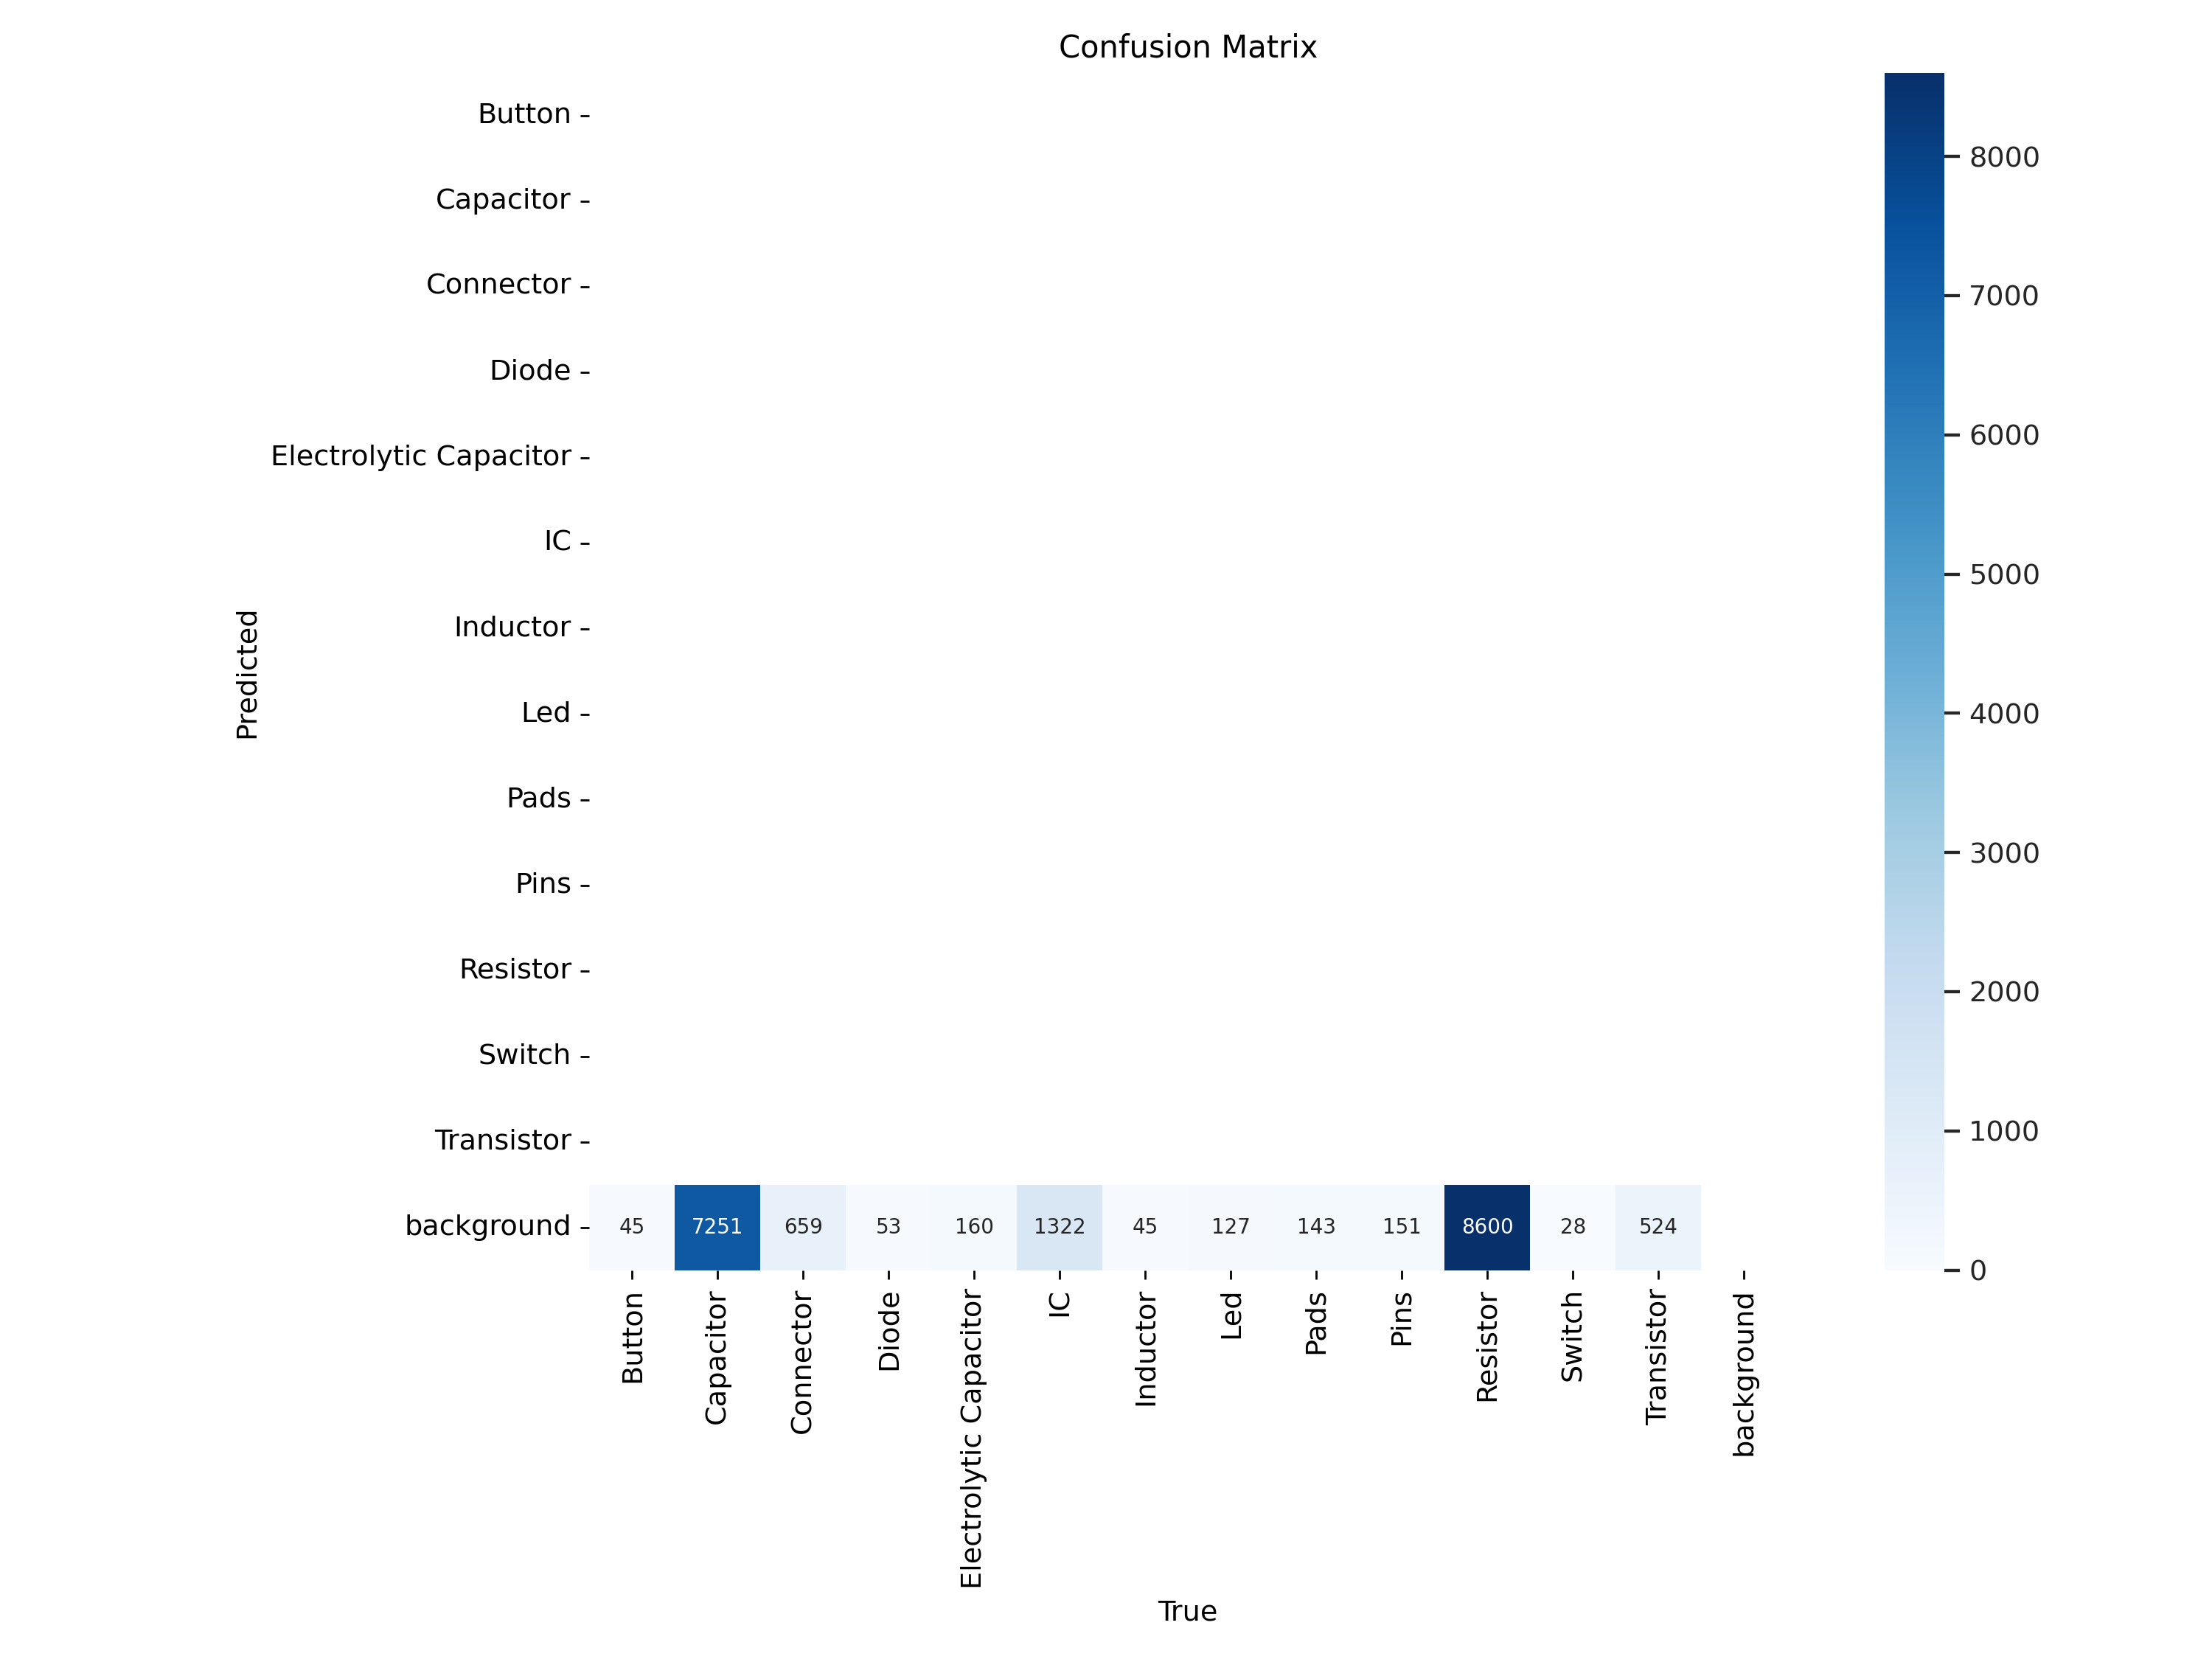 Confusion Matrix
Button
Capacitor
Connector
Diode
Electrolytic Capacitor
IC
Inductor
Led
Pads
Pins
Resistor
Switch
Transistor
background
Predicted
45 7251 659 53 160 1322 45 127 143 151 8600 28 524
Button Capacitor Connector Diode Electrolytic Capacitor IC Inductor Led Pads Pins Resistor Switch Transistor background
True
8000
7000
6000
5000
4000
3000
2000
1000
0